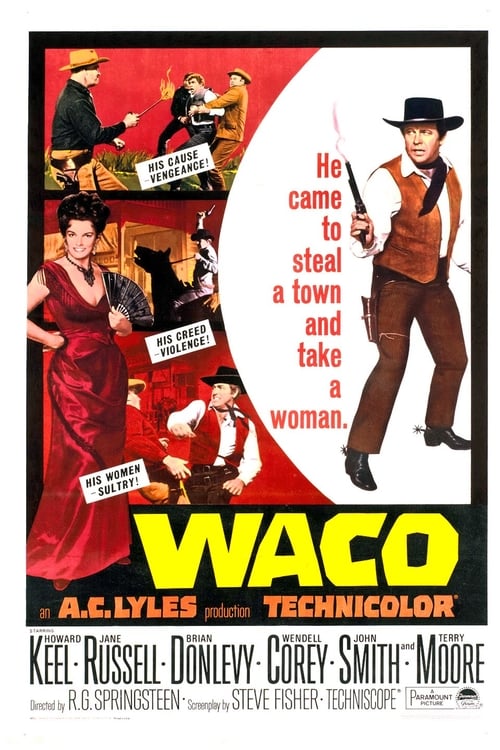 HIS CAUSE
–VENGEANCE!
He
came
to
steal
a town
and
take
a
woman.
HIS CREED
–VIOLENCE!
HIS WOMEN
–SULTRY!
WACO
an A.C. LYLES production TECHNICOLOR®
STARRING
HOWARD KEEL · JANE RUSSELL · BRIAN DONLEVY · WENDELL COREY · JOHN SMITH · and TERRY MOORE
Directed by R.G. SPRINGSTEEN · Screenplay by STEVE FISHER · TECHNISCOPE® · A PARAMOUNT PICTURE